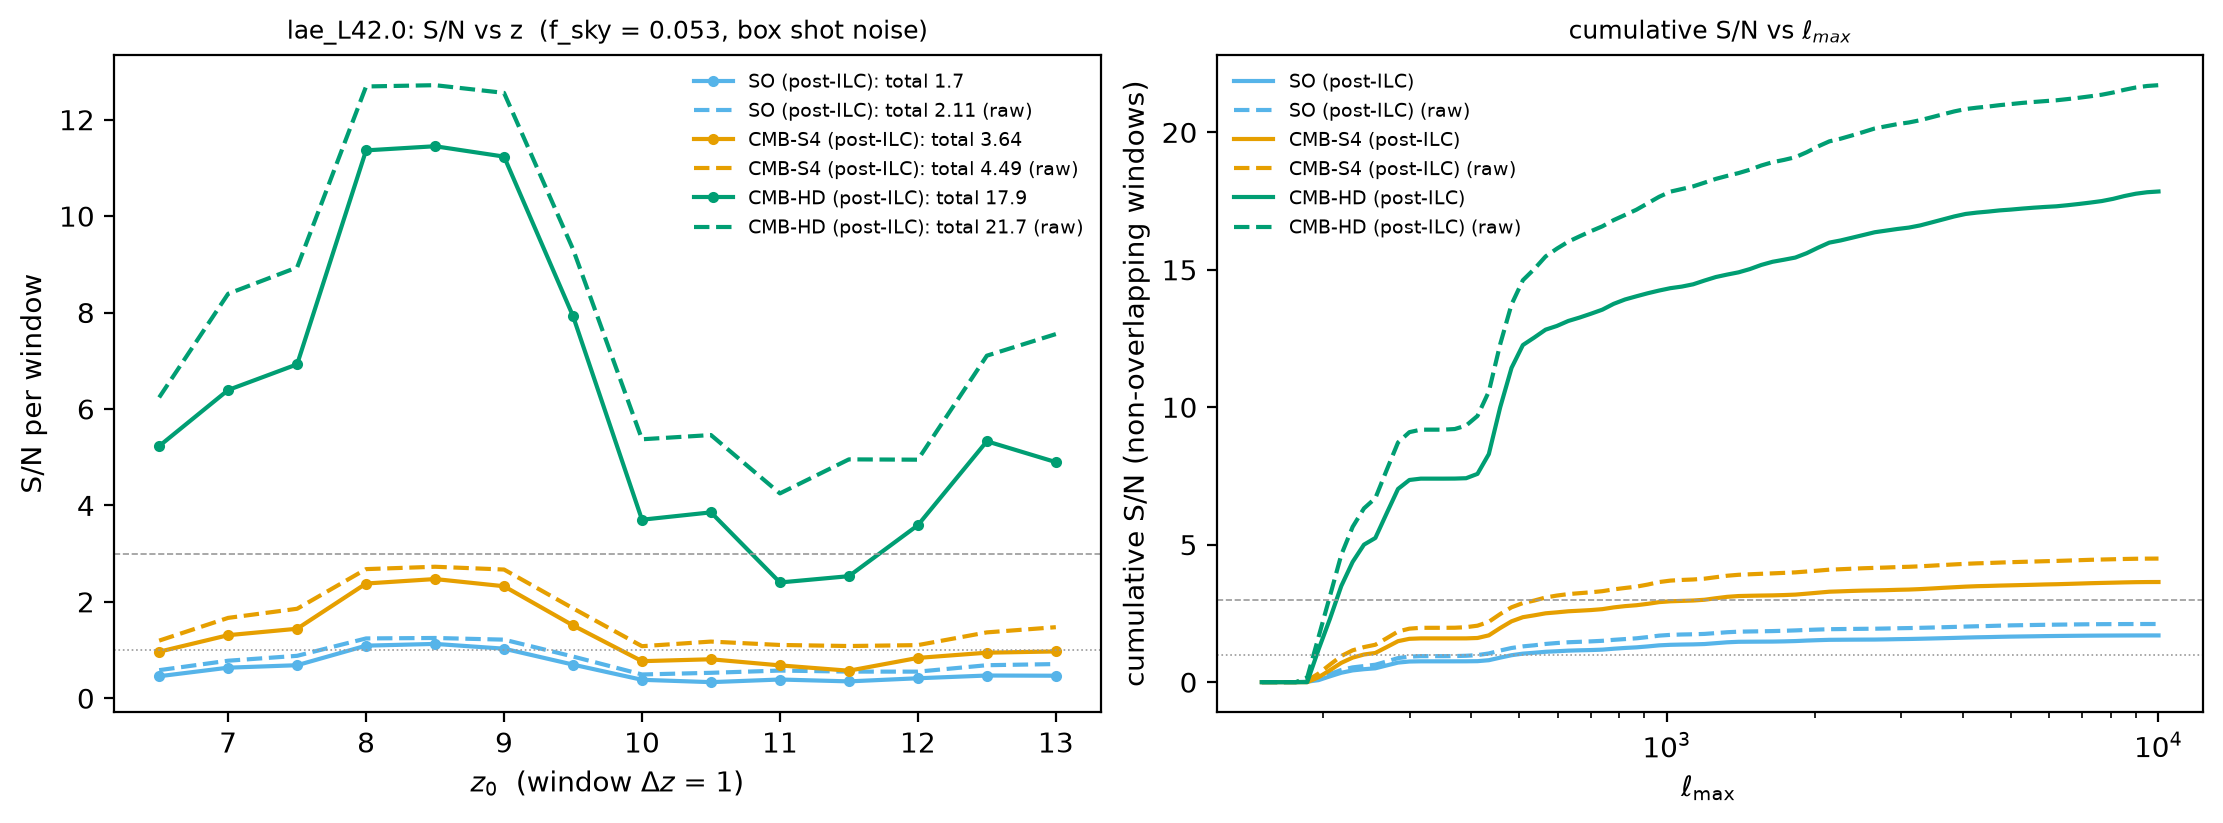 lae_L42.0: S/N vs z (f_sky = 0.053, box shot noise)
S/N per window
12
10
8
6
4
2
0
SO (post-ILC): total 1.7
SO (post-ILC): total 2.11 (raw)
CMB-S4 (post-ILC): total 3.64
CMB-S4 (post-ILC): total 4.49 (raw)
CMB-HD (post-ILC): total 17.9
CMB-HD (post-ILC): total 21.7 (raw)
7 8 9 10 11 12 13
z₀ (window Δz = 1)
cumulative S/N vs ℓₘₐₓ
cumulative S/N (non-overlapping windows)
20
15
10
5
0
SO (post-ILC)
SO (post-ILC) (raw)
CMB-S4 (post-ILC)
CMB-S4 (post-ILC) (raw)
CMB-HD (post-ILC)
CMB-HD (post-ILC) (raw)
10³ 10⁴
ℓₘₐₓ